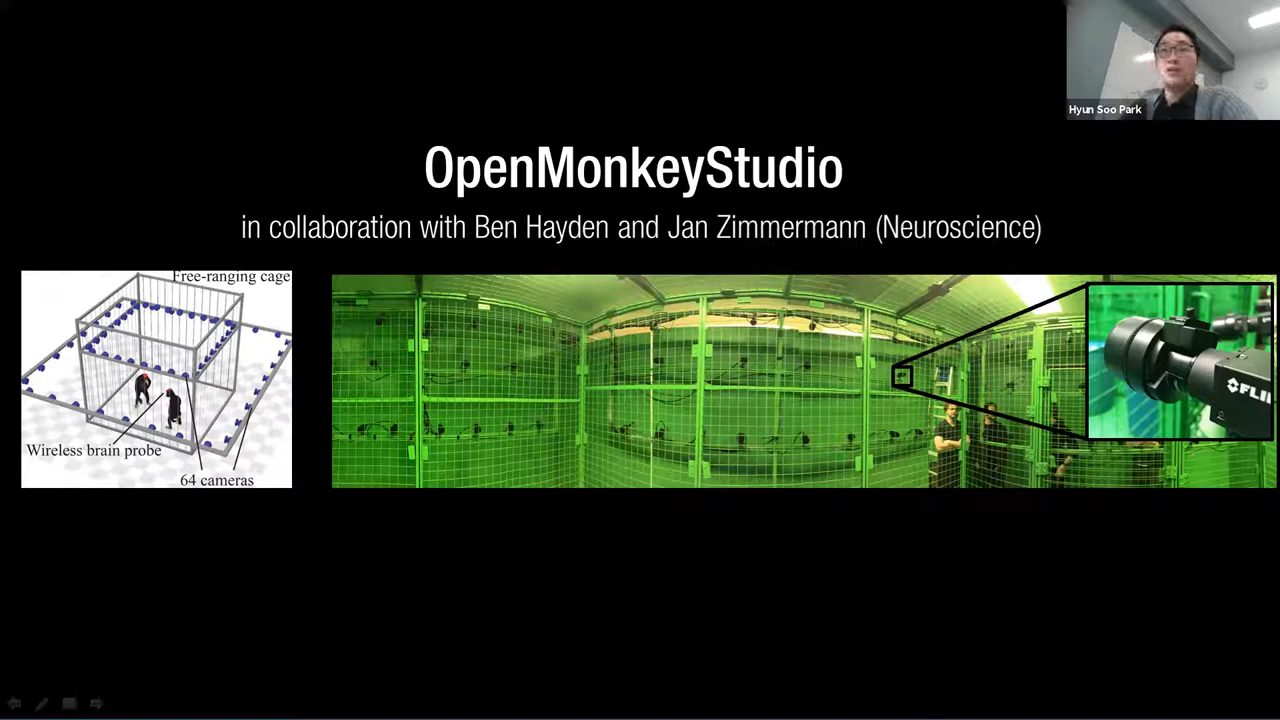 Hyun Soo Park
OpenMonkeyStudio
in collaboration with Ben Hayden and Jan Zimmermann (Neuroscience)
Free-ranging cage
Wireless brain probe
64 cameras
FLI